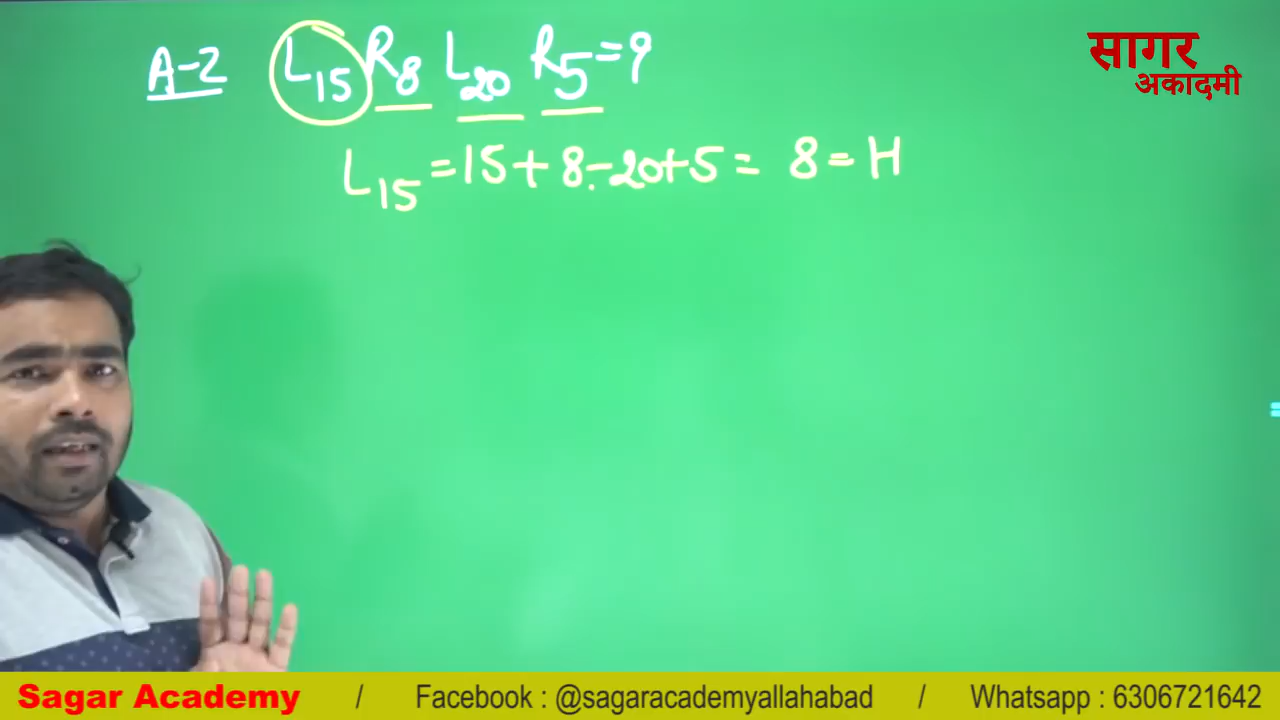 A-Z L15 R8 L20 R5 = ?
सागर
अकादमी
L15 = 15 + 8 - 20 + 5 = 8 = H
Sagar Academy / Facebook : @sagaracademyallahabad / Whatsapp : 6306721642